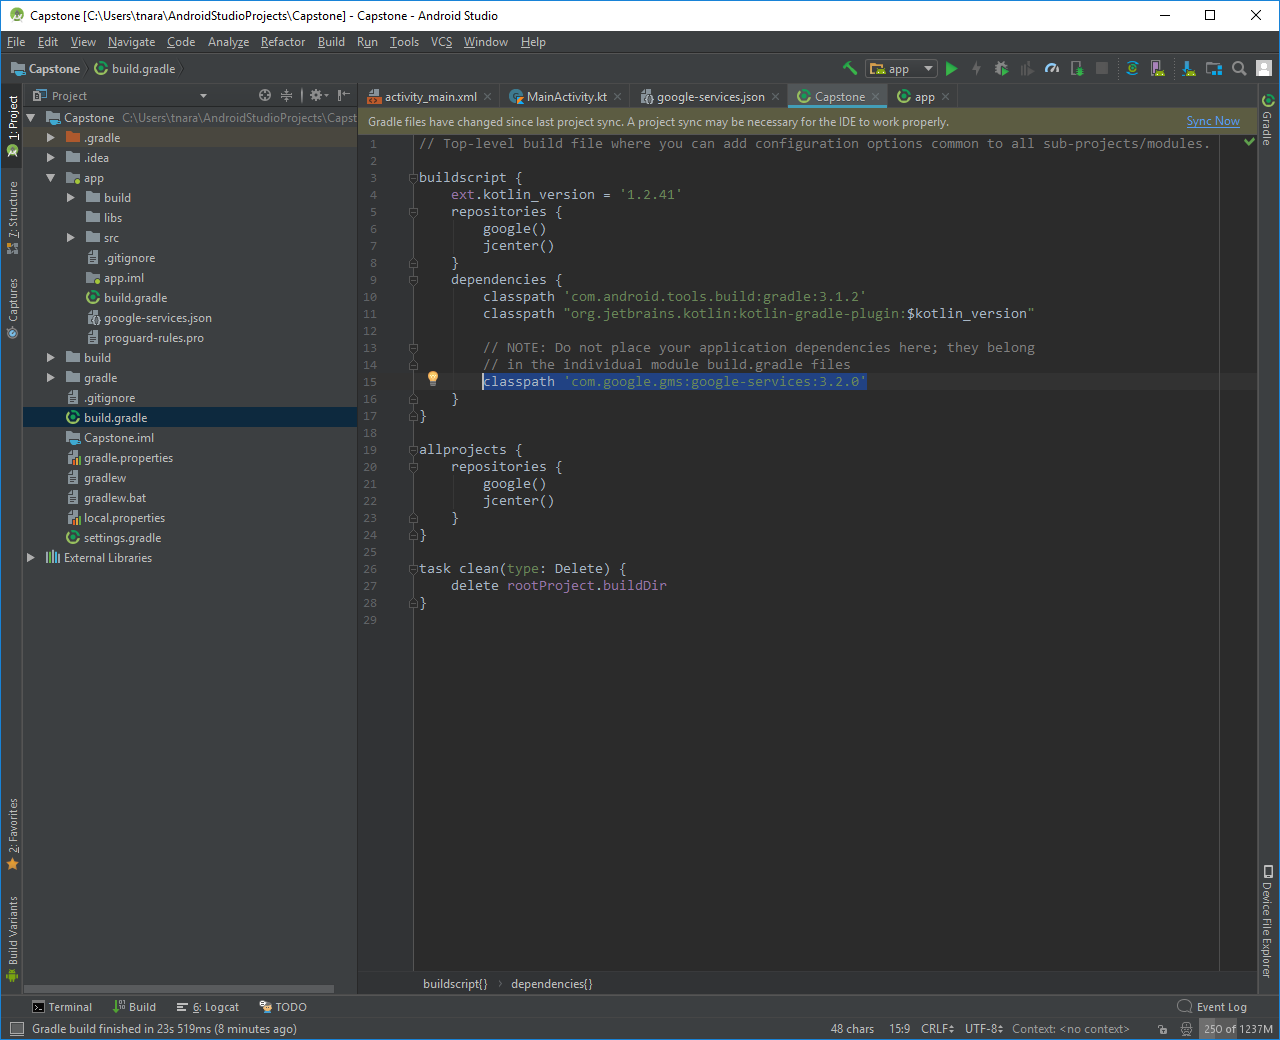 Capstone [C:\Users\tnara\AndroidStudioProjects\Capstone] - Capstone - Android Studio
File Edit View Navigate Code Analyze Refactor Build Run Tools VCS Window Help
Capstone build.gradle app
1: Project
7: Structure
Captures
2: Favorites
Build Variants
Project
Capstone C:\Users\tnara\AndroidStudioProjects\Capst
.gradle
.idea
app
build
libs
src
.gitignore
app.iml
build.gradle
google-services.json
proguard-rules.pro
build
gradle
.gitignore
build.gradle
Capstone.iml
gradle.properties
gradlew
gradlew.bat
local.properties
settings.gradle
External Libraries
activity_main.xml MainActivity.kt google-services.json Capstone app
Gradle files have changed since last project sync. A project sync may be necessary for the IDE to work properly. Sync Now
1 // Top-level build file where you can add configuration options common to all sub-projects/modules.
2
3 buildscript {
4 ext.kotlin_version = '1.2.41'
5 repositories {
6 google()
7 jcenter()
8 }
9 dependencies {
10 classpath 'com.android.tools.build:gradle:3.1.2'
11 classpath "org.jetbrains.kotlin:kotlin-gradle-plugin:$kotlin_version"
12
13 // NOTE: Do not place your application dependencies here; they belong
14 // in the individual module build.gradle files
15 classpath 'com.google.gms:google-services:3.2.0'
16 }
17 }
18
19 allprojects {
20 repositories {
21 google()
22 jcenter()
23 }
24 }
25
26 task clean(type: Delete) {
27 delete rootProject.buildDir
28 }
29
buildscript{} › dependencies{}
Gradle
Device File Explorer
Terminal Build 6: Logcat TODO Event Log
Gradle build finished in 23s 519ms (8 minutes ago) 48 chars 15:9 CRLF UTF-8 Context: <no context> 250 of 1237M